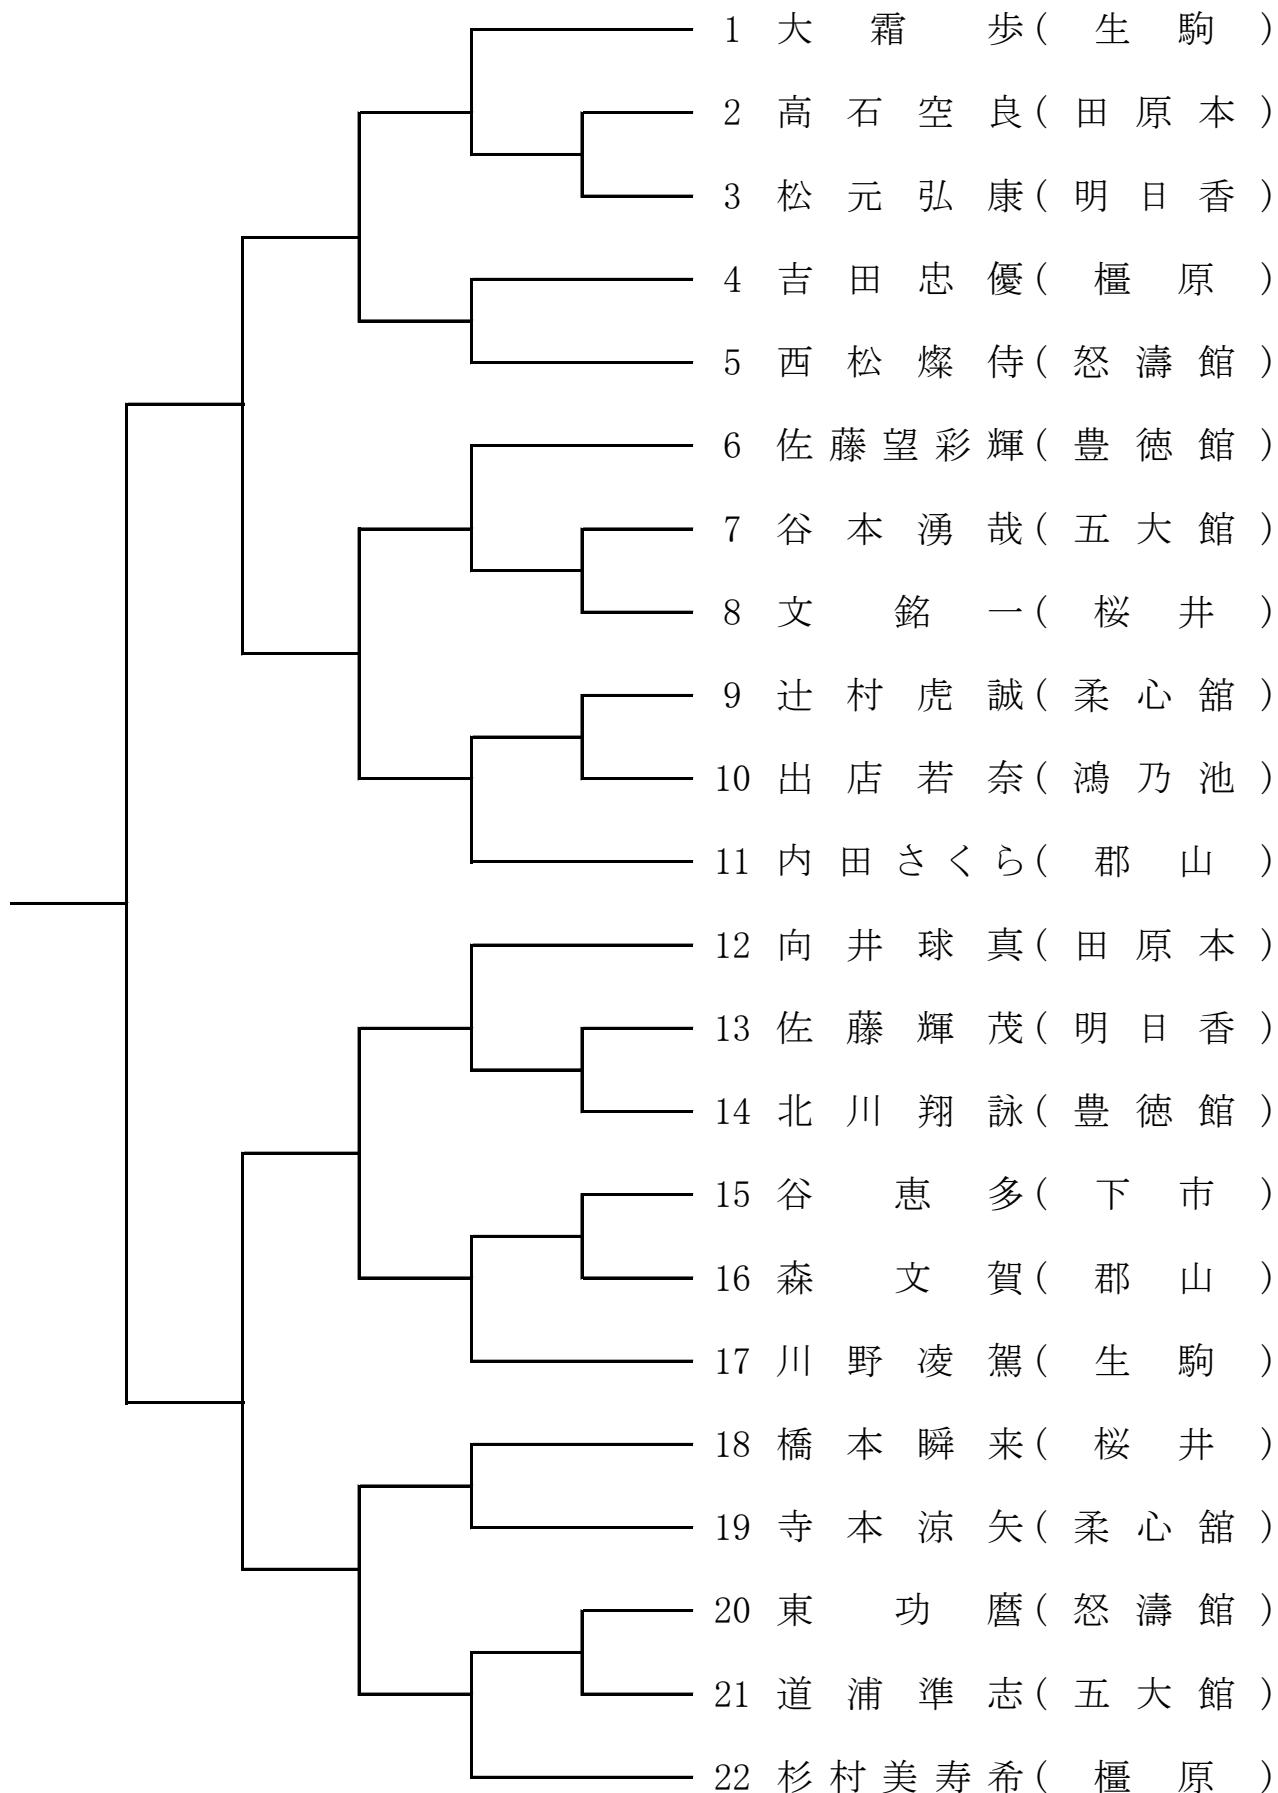 1 大霜歩(生駒)
2 高石空良(田原本)
3 松元弘康(明日香)
4 吉田忠優(橿原)
5 西松燦侍(怒濤館)
6 佐藤望彩輝(豊徳館)
7 谷本湧哉(五大館)
8 文銘一(桜井)
9 辻村虎誠(柔心舘)
10 出店若奈(鴻乃池)
11 内田さくら(郡山)
12 向井球真(田原本)
13 佐藤輝茂(明日香)
14 北川翔詠(豊徳館)
15 谷恵多(下市)
16 森文賀(郡山)
17 川野凌駕(生駒)
18 橋本瞬来(桜井)
19 寺本涼矢(柔心舘)
20 東功麿(怒濤館)
21 道浦準志(五大館)
22 杉村美寿希(橿原)